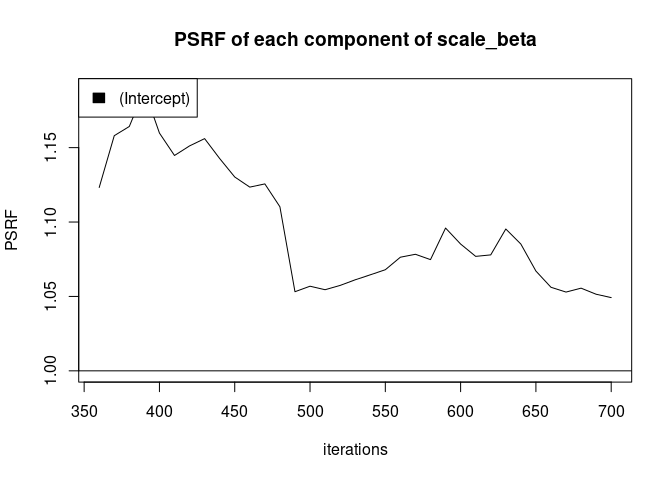 PSRF of each component of scale_beta
(Intercept)
PSRF
1.15
1.10
1.05
1.00
350 400 450 500 550 600 650 700
iterations